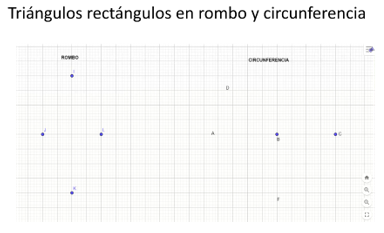 Triángulos rectángulos en rombo y circunferencia
ROMBO
CIRCUNFERENCIA
D
J
A
B
C
K
F